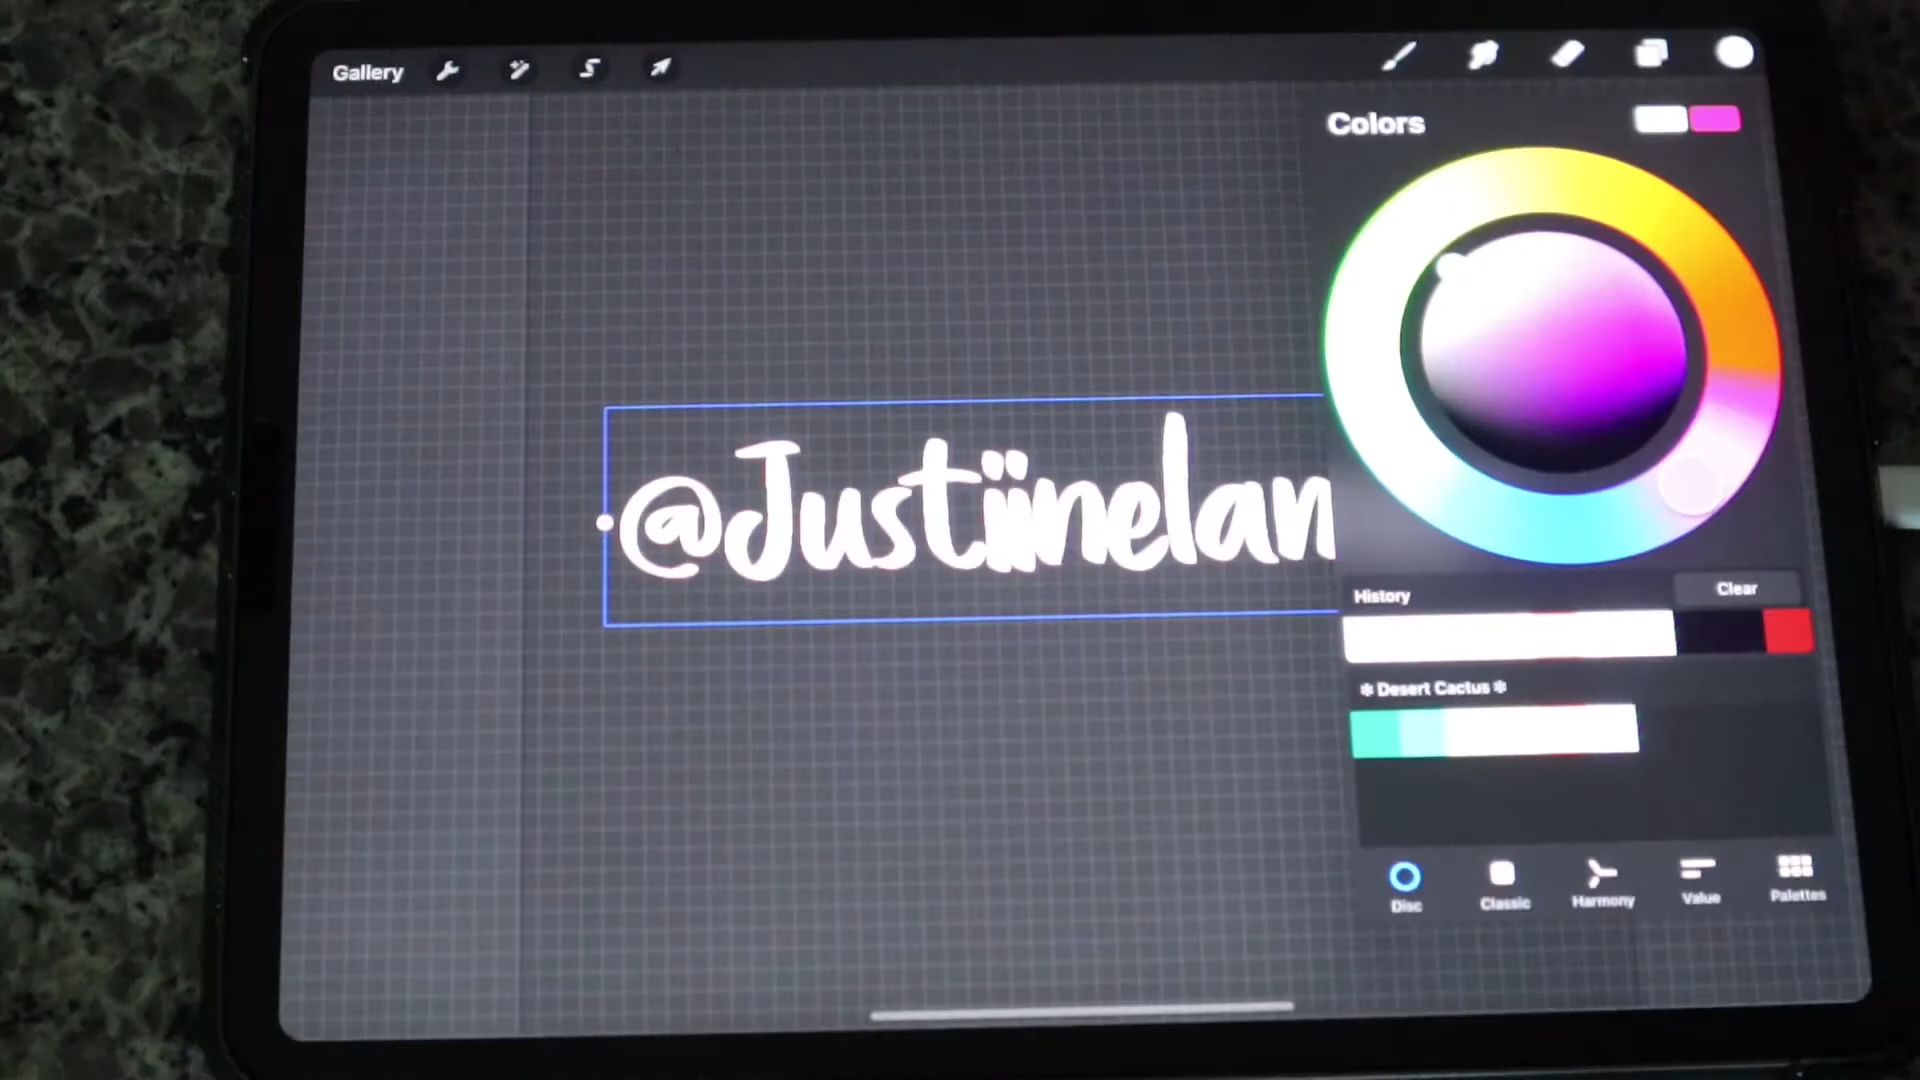 Gallery
Colors
@Justiinelan
History
Clear
* Desert Cactus *
Disc
Classic
Harmony
Value
Palettes